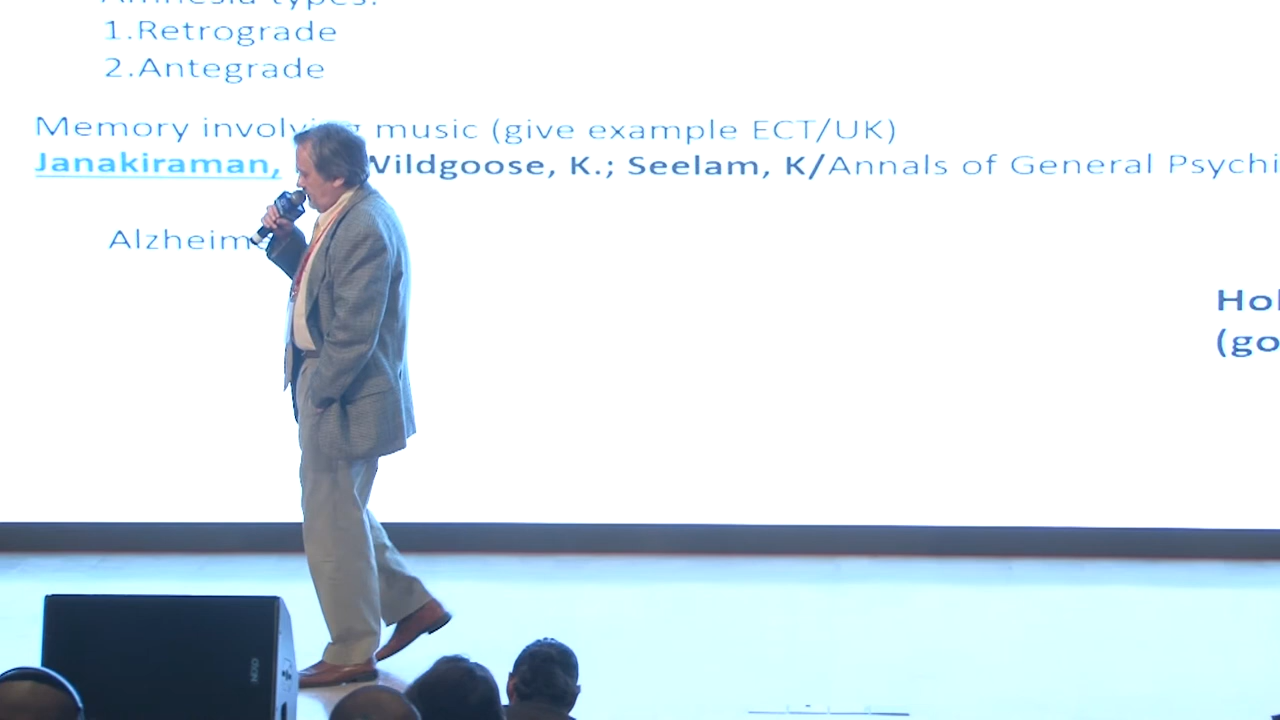 Amnesia types:
1.Retrograde
2.Antegrade
Memory involving music (give example ECT/UK)
Janakiraman, Wildgoose, K.; Seelam, K/Annals of General Psychi
Alzheim
Hol
(go